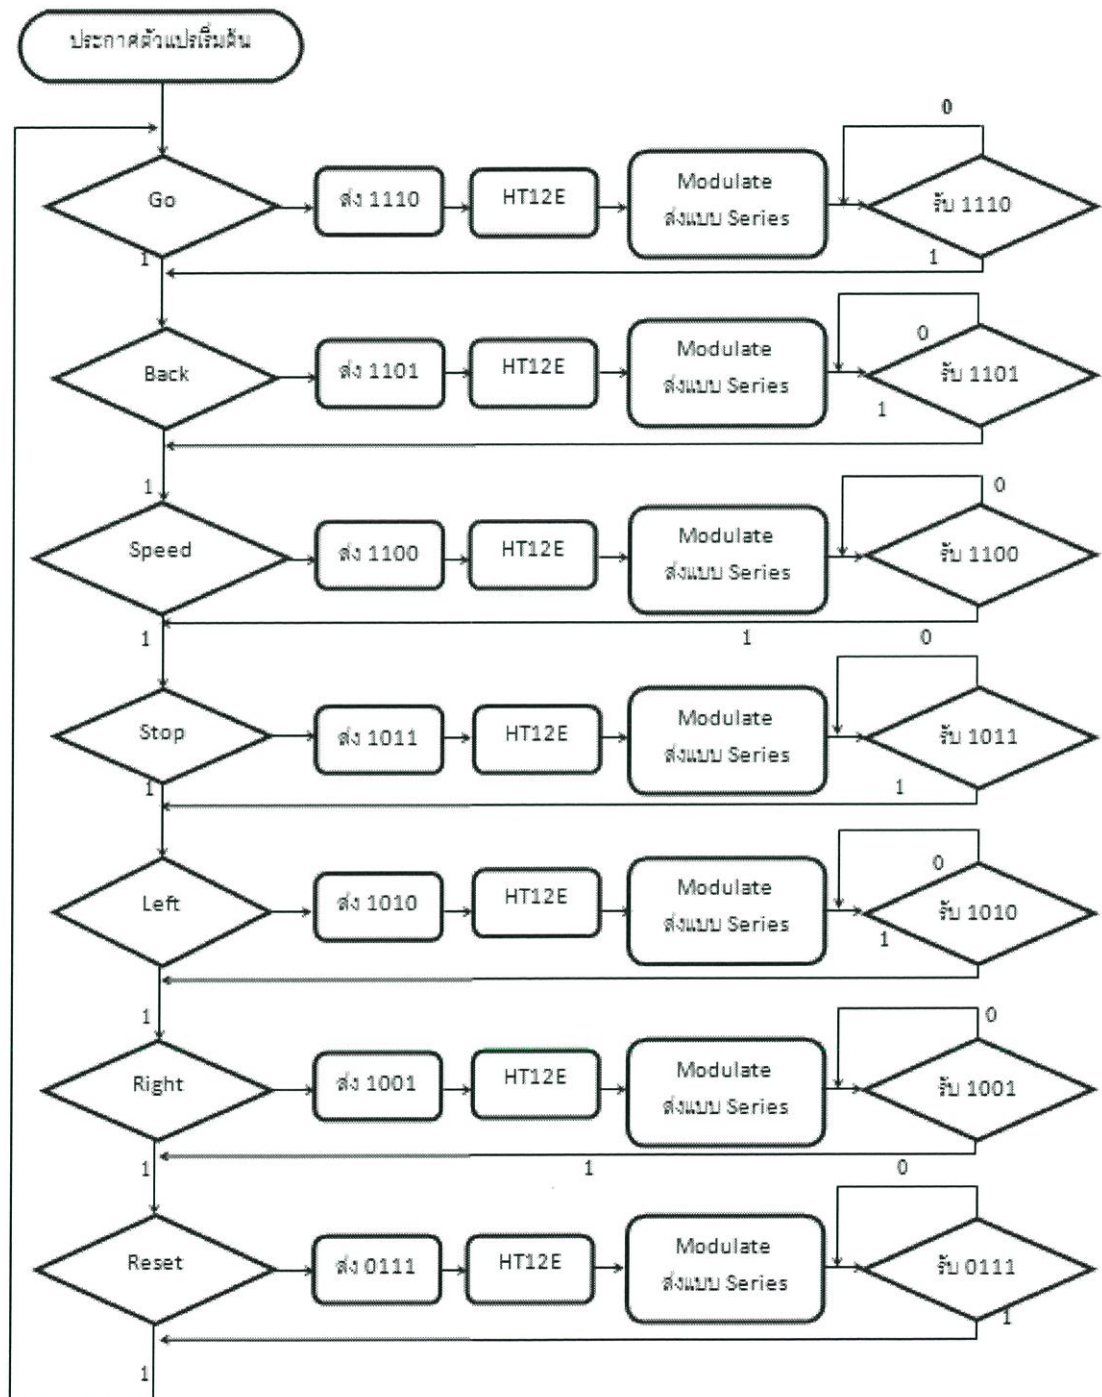 ประกาศตัวแปรเริ่มต้น
0
Go
ส่ง 1110
HT12E
Modulate
ส่งแบบ Series
รับ 1110
1
1
Back
ส่ง 1101
HT12E
Modulate
ส่งแบบ Series
0
รับ 1101
1
1
Speed
ส่ง 1100
HT12E
Modulate
ส่งแบบ Series
0
รับ 1100
1
1
0
Stop
ส่ง 1011
HT12E
Modulate
ส่งแบบ Series
รับ 1011
1
1
Left
ส่ง 1010
HT12E
Modulate
ส่งแบบ Series
0
รับ 1010
1
1
Right
ส่ง 1001
HT12E
Modulate
ส่งแบบ Series
0
รับ 1001
1
1
0
Reset
ส่ง 0111
HT12E
Modulate
ส่งแบบ Series
รับ 0111
1
1